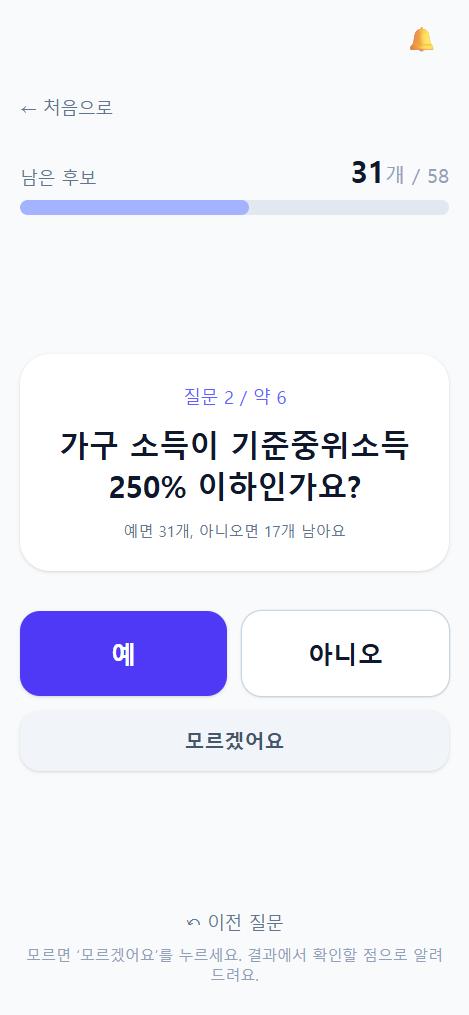 ← 처음으로
남은 후보
31개 / 58
질문 2 / 약 6
가구 소득이 기준중위소득
250% 이하인가요?
예면 31개, 아니오면 17개 남아요
예
아니오
모르겠어요
↶ 이전 질문
모르면 '모르겠어요'를 누르세요. 결과에서 확인할 점으로 알려
드려요.